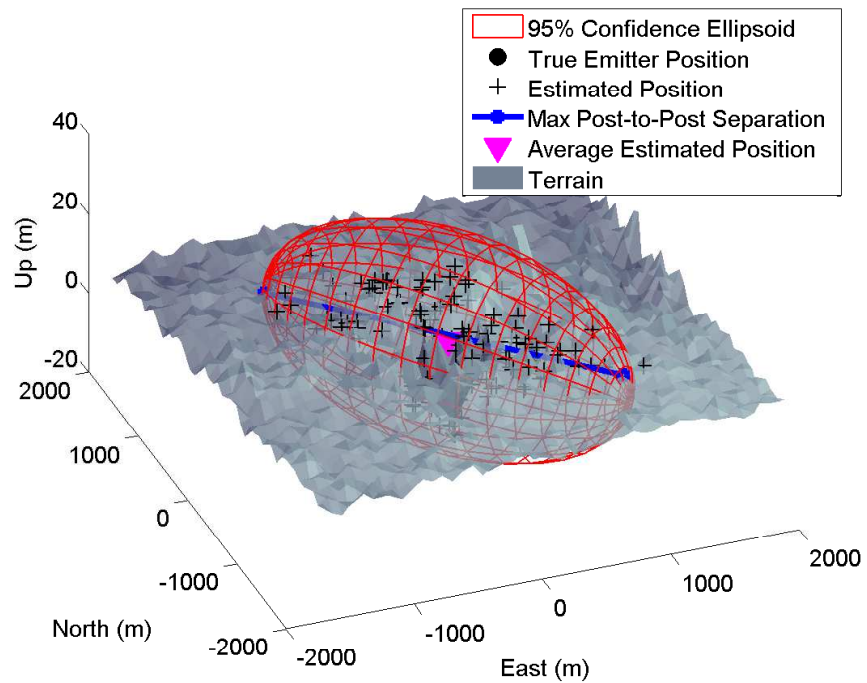 95% Confidence Ellipsoid
True Emitter Position
Estimated Position
Max Post-to-Post Separation
Average Estimated Position
Terrain
40
20
0
-20
Up (m)
2000
1000
0
-1000
-2000
North (m)
-2000
-1000
0
1000
2000
East (m)